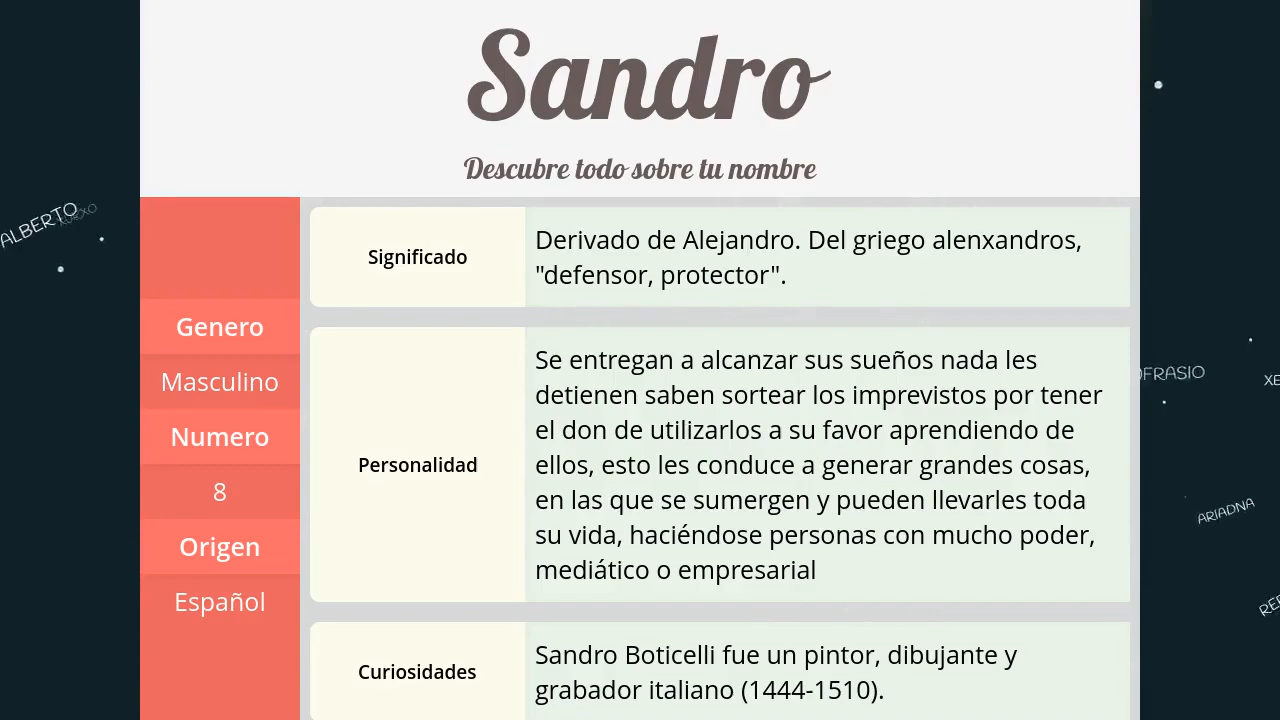 Sandro
Descubre todo sobre tu nombre
ALBERTO
Genero
Masculino
Numero
8
Origen
Español
Significado
Derivado de Alejandro. Del griego alenxandros,
"defensor, protector".
Personalidad
Se entregan a alcanzar sus sueños nada les
detienen saben sortear los imprevistos por tener
el don de utilizarlos a su favor aprendiendo de
ellos, esto les conduce a generar grandes cosas,
en las que se sumergen y pueden llevarles toda
su vida, haciéndose personas con mucho poder,
mediático o empresarial
Curiosidades
Sandro Boticelli fue un pintor, dibujante y
grabador italiano (1444-1510).
OFRASIO
XE
ARIADNA